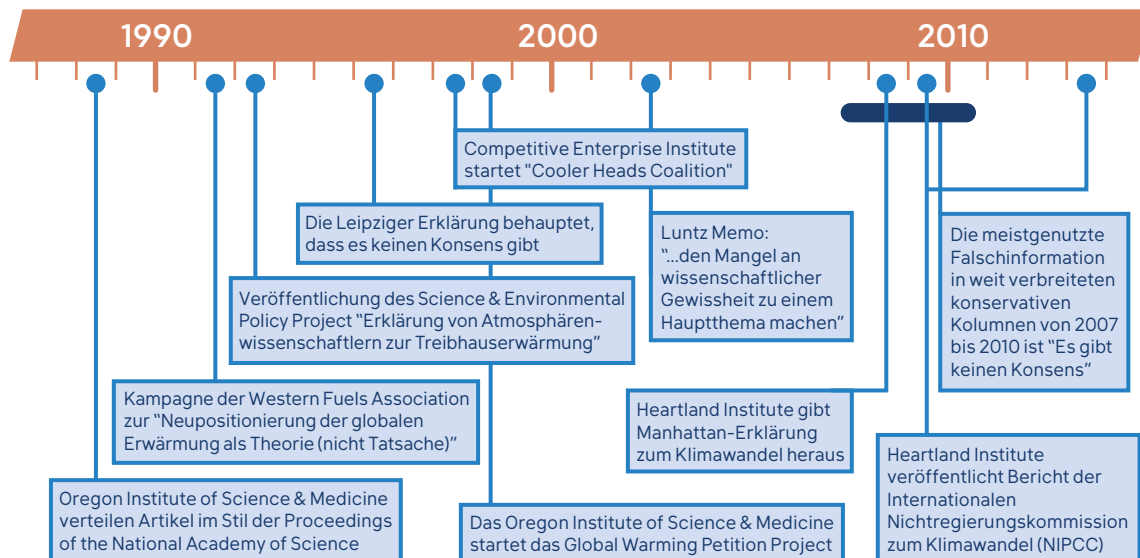 1990
2000
2010
Competitive Enterprise Institute
startet "Cooler Heads Coalition"
Die Leipziger Erklärung behauptet,
dass es keinen Konsens gibt
Luntz Memo:
“...den Mangel an
wissenschaftlicher
Gewissheit zu einem
Hauptthema machen”
Die meistgenutzte
Falschinformation
in weit verbreiteten
konservativen
Kolumnen von 2007
bis 2010 ist “Es gibt
keinen Konsens”
Veröffentlichung des Science & Environmental
Policy Project “Erklärung von Atmosphären-
wissenschaftlern zur Treibhauserwärmung”
Kampagne der Western Fuels Association
zur “Neupositionierung der globalen
Erwärmung als Theorie (nicht Tatsache)”
Heartland Institute gibt
Manhattan-Erklärung
zum Klimawandel heraus
Heartland Institute
veröffentlicht Bericht der
Internationalen
Nichtregierungskommission
zum Klimawandel (NIPCC)
Oregon Institute of Science & Medicine
verteilen Artikel im Stil der Proceedings
of the National Academy of Science
Das Oregon Institute of Science & Medicine
startet das Global Warming Petition Project